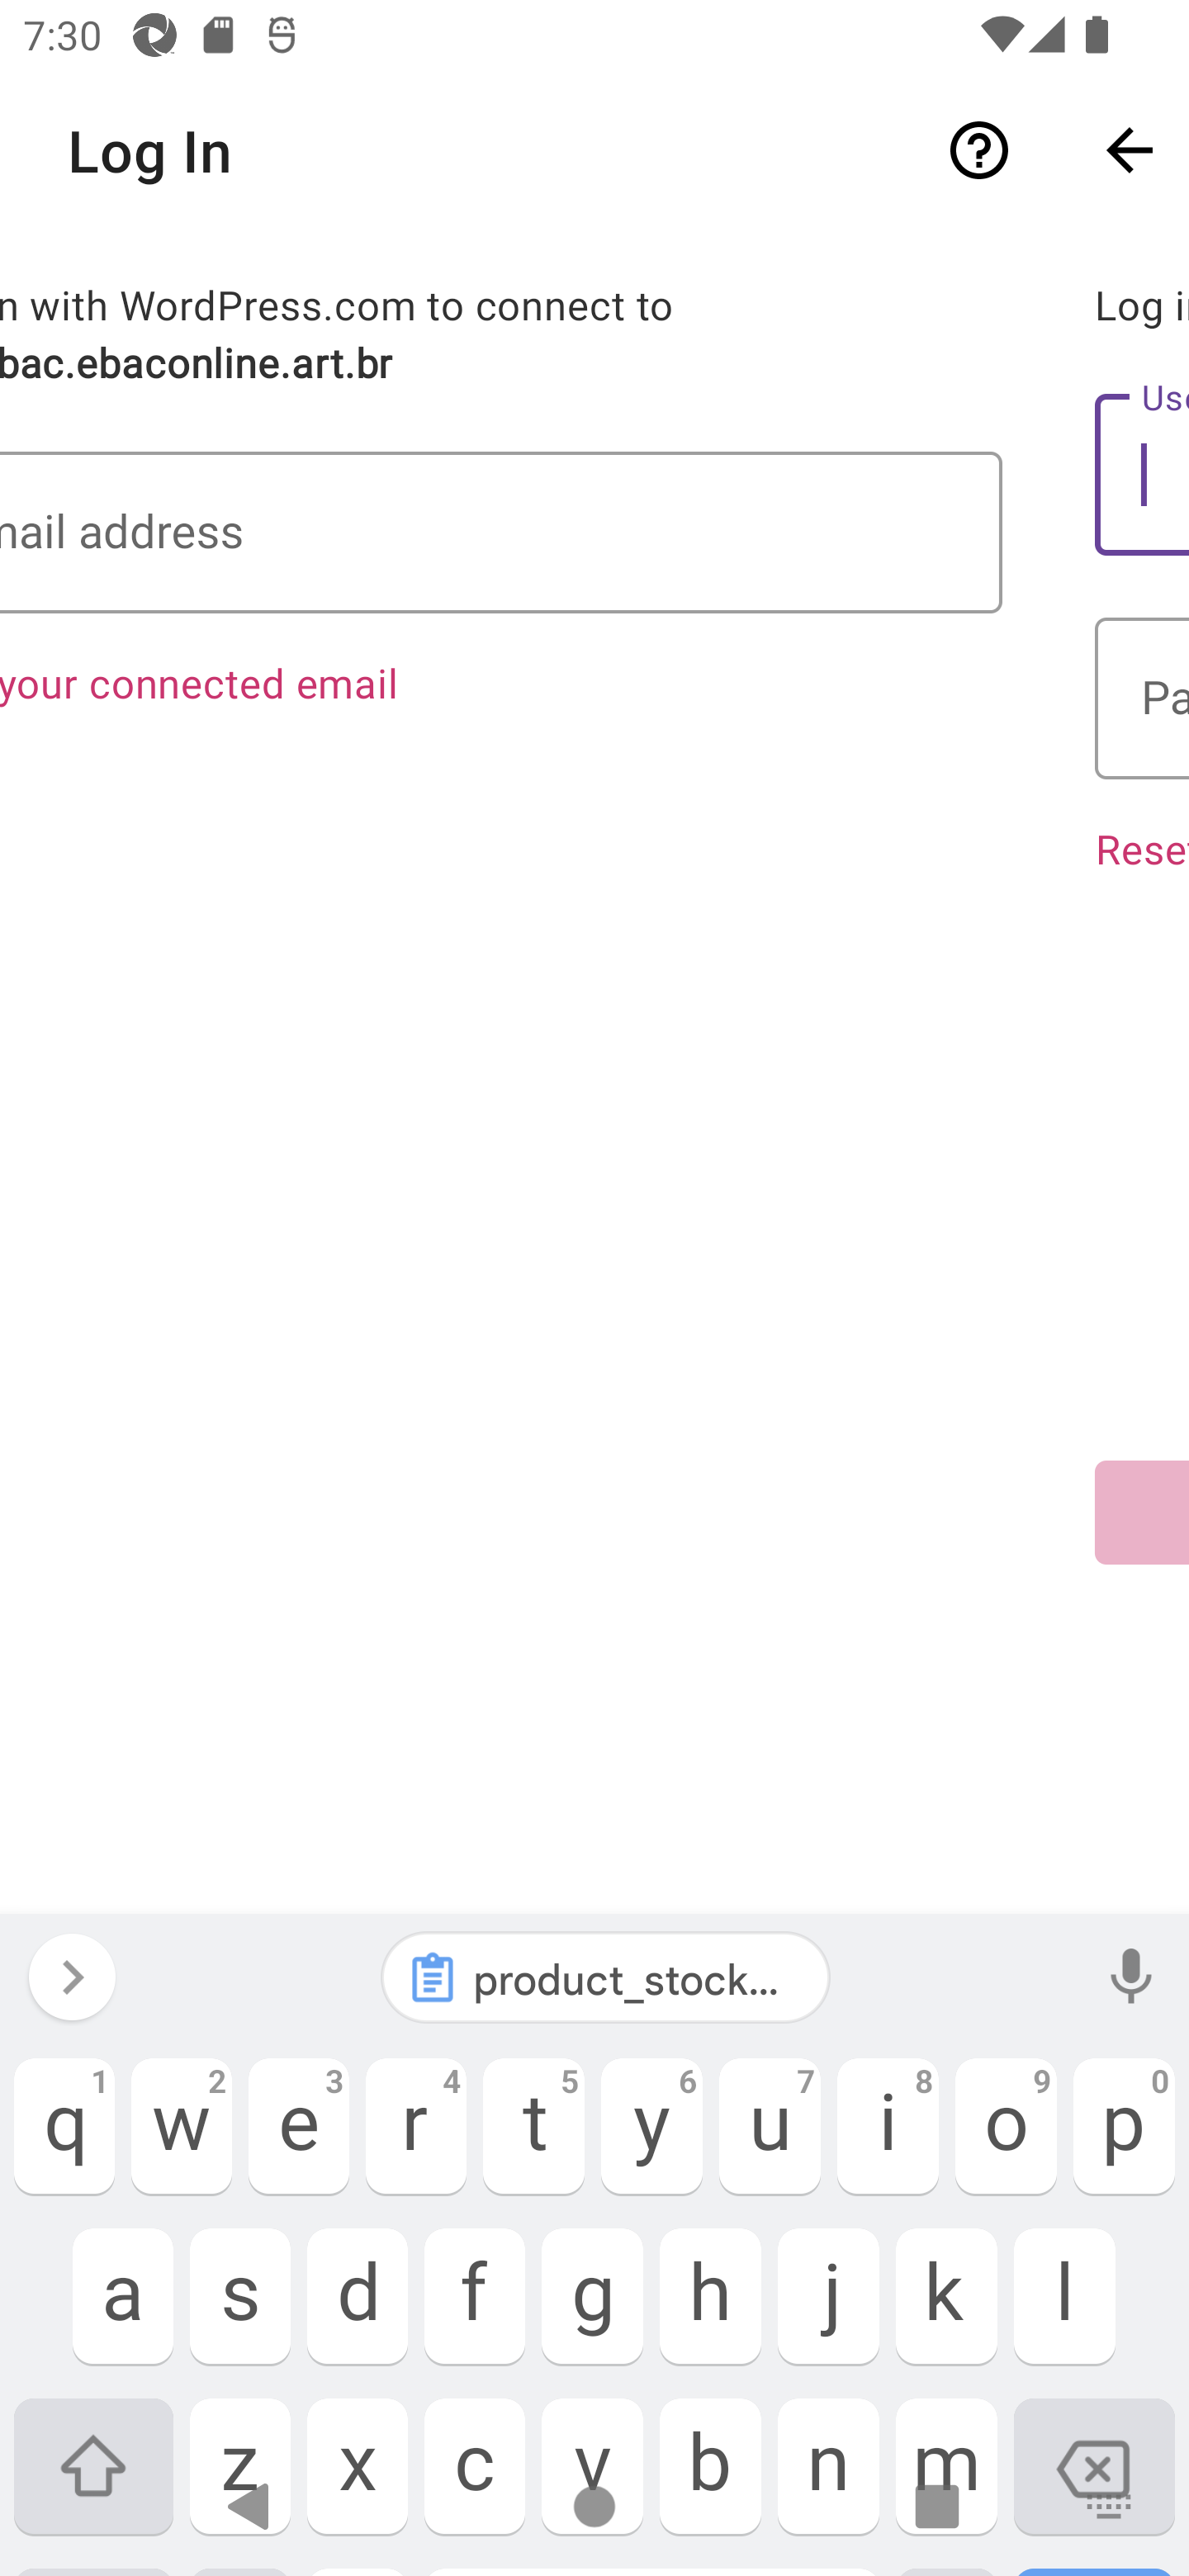 7:30
Log In
n with WordPress.com to connect to
Log i
bac.ebaconline.art.br
Use
mail address
Pa
your connected email
Reset
product_stock...
1 2 3 4 5 6 7 8 9 0
q w e r t y u i o p
a s d f g h j k l
z x c v b n m